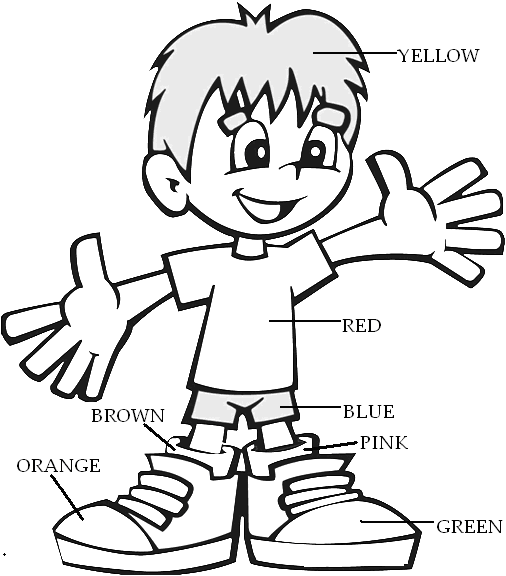 YELLOW
RED
BROWN
BLUE
PINK
ORANGE
GREEN